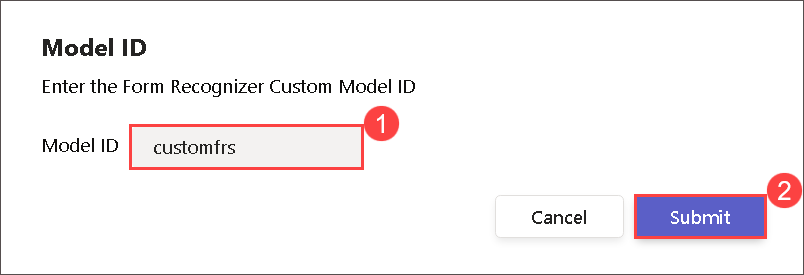 Model ID
Enter the Form Recognizer Custom Model ID
1
Model ID customfrs
2
Cancel Submit